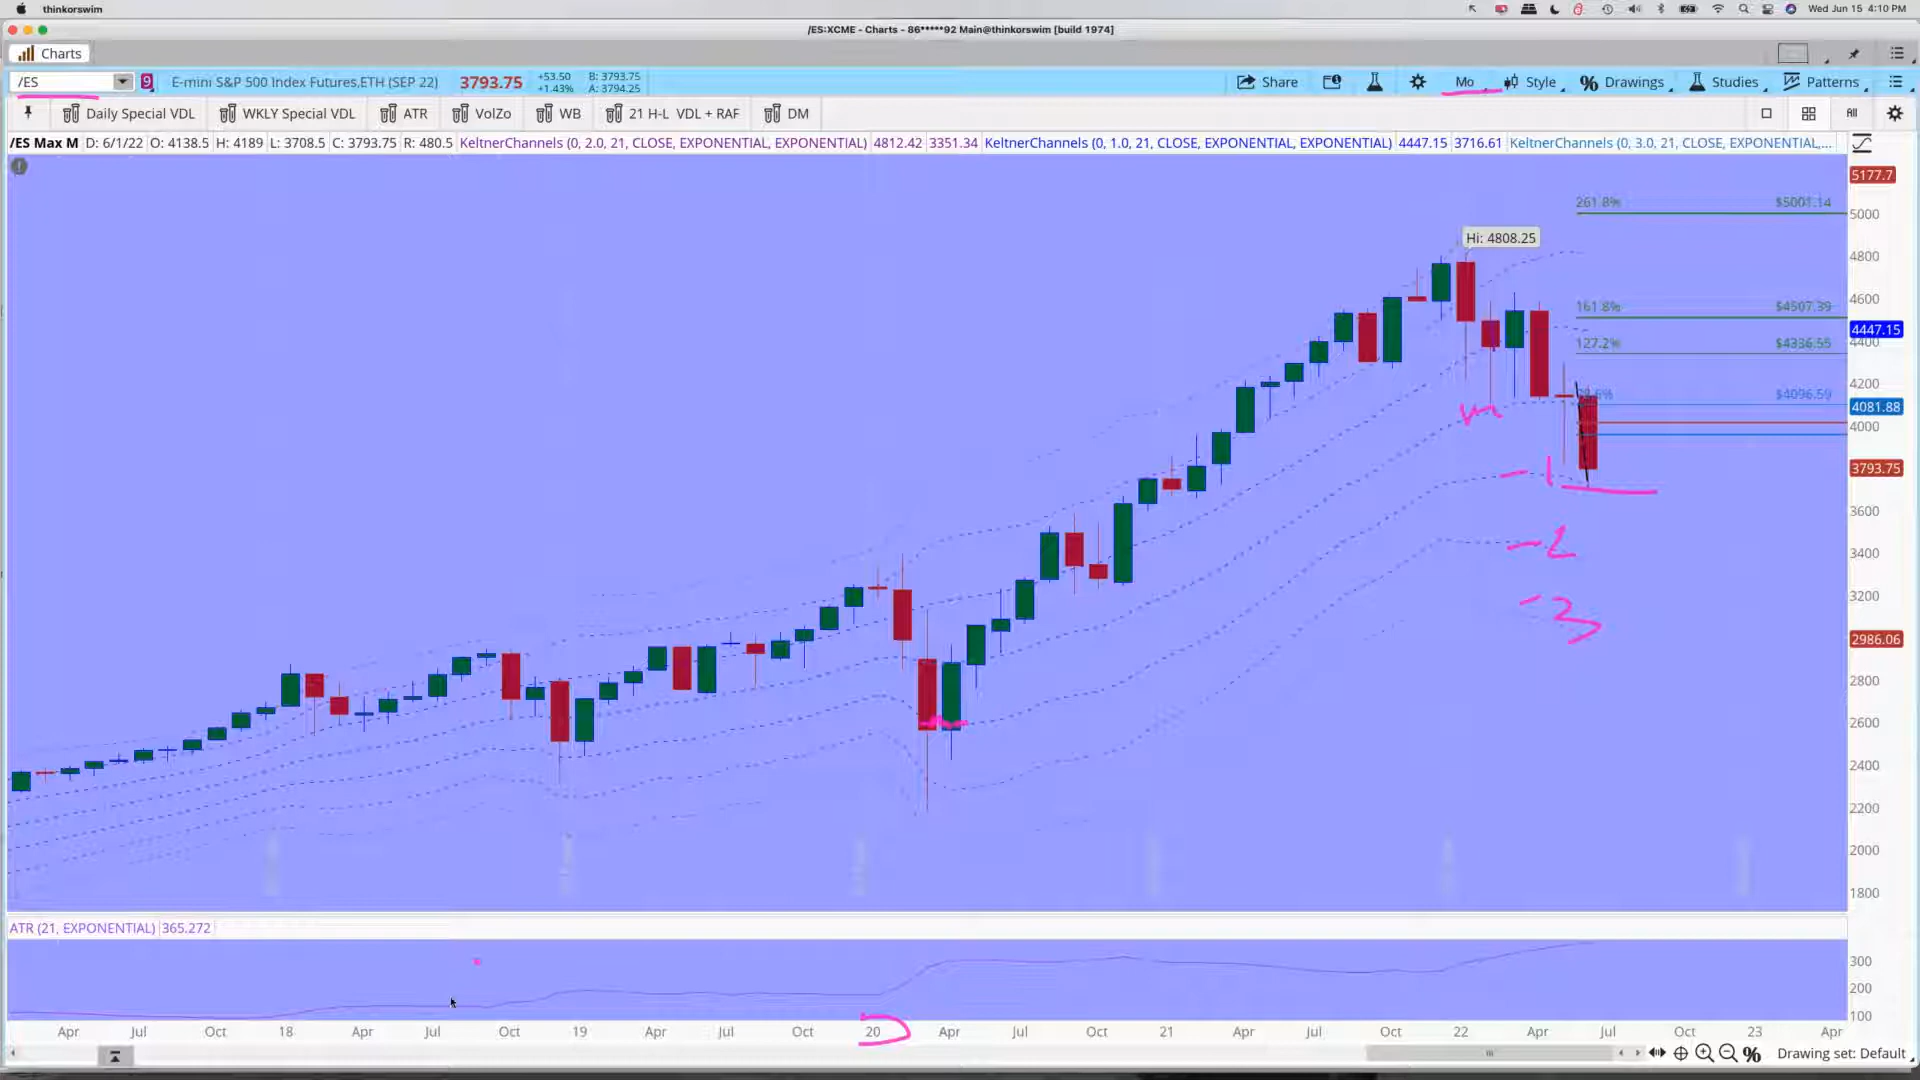 thinkorswim
Wed Jun 15 4:10 PM
/ES:XCME - Charts - 86*****92 Main@thinkorswim [build 1974]
Charts
/ES 9 E-mini S&P 500 Index Futures,ETH (SEP 22) 3793.75 +53.50 +1.43% B: 3793.75 A: 3794.25 Share Mo Style Drawings Studies Patterns
Daily Special VDL WKLY Special VDL ATR VolZo WB 21 H-L VDL + RAF DM All
/ES Max M D: 6/1/22 O: 4138.5 H: 4189 L: 3708.5 C: 3793.75 R: 480.5 KeltnerChannels (0, 2.0, 21, CLOSE, EXPONENTIAL, EXPONENTIAL) 4812.42 3351.34 KeltnerChannels (0, 1.0, 21, CLOSE, EXPONENTIAL, EXPONENTIAL) 4447.15 3716.61 KeltnerChannels (0, 3.0, 21, CLOSE, EXPONENTIAL,...
5177.7
261.8% $5001.14
5000
Hi: 4808.25
4800
4600
161.8% $4507.39
4447.15
4400
127.2% $4336.55
4200
$4096.59
4081.88
4000
m
3793.75
-1
3600
-2
3400
3200
-3
2986.06
2800
2600
2400
2200
2000
1800
ATR (21, EXPONENTIAL) 365.272
300
200
100
Apr Jul Oct 18 Apr Jul Oct 19 Apr Jul Oct 20 Apr Jul Oct 21 Apr Jul Oct 22 Apr Jul Oct 23 Apr
Drawing set: Default